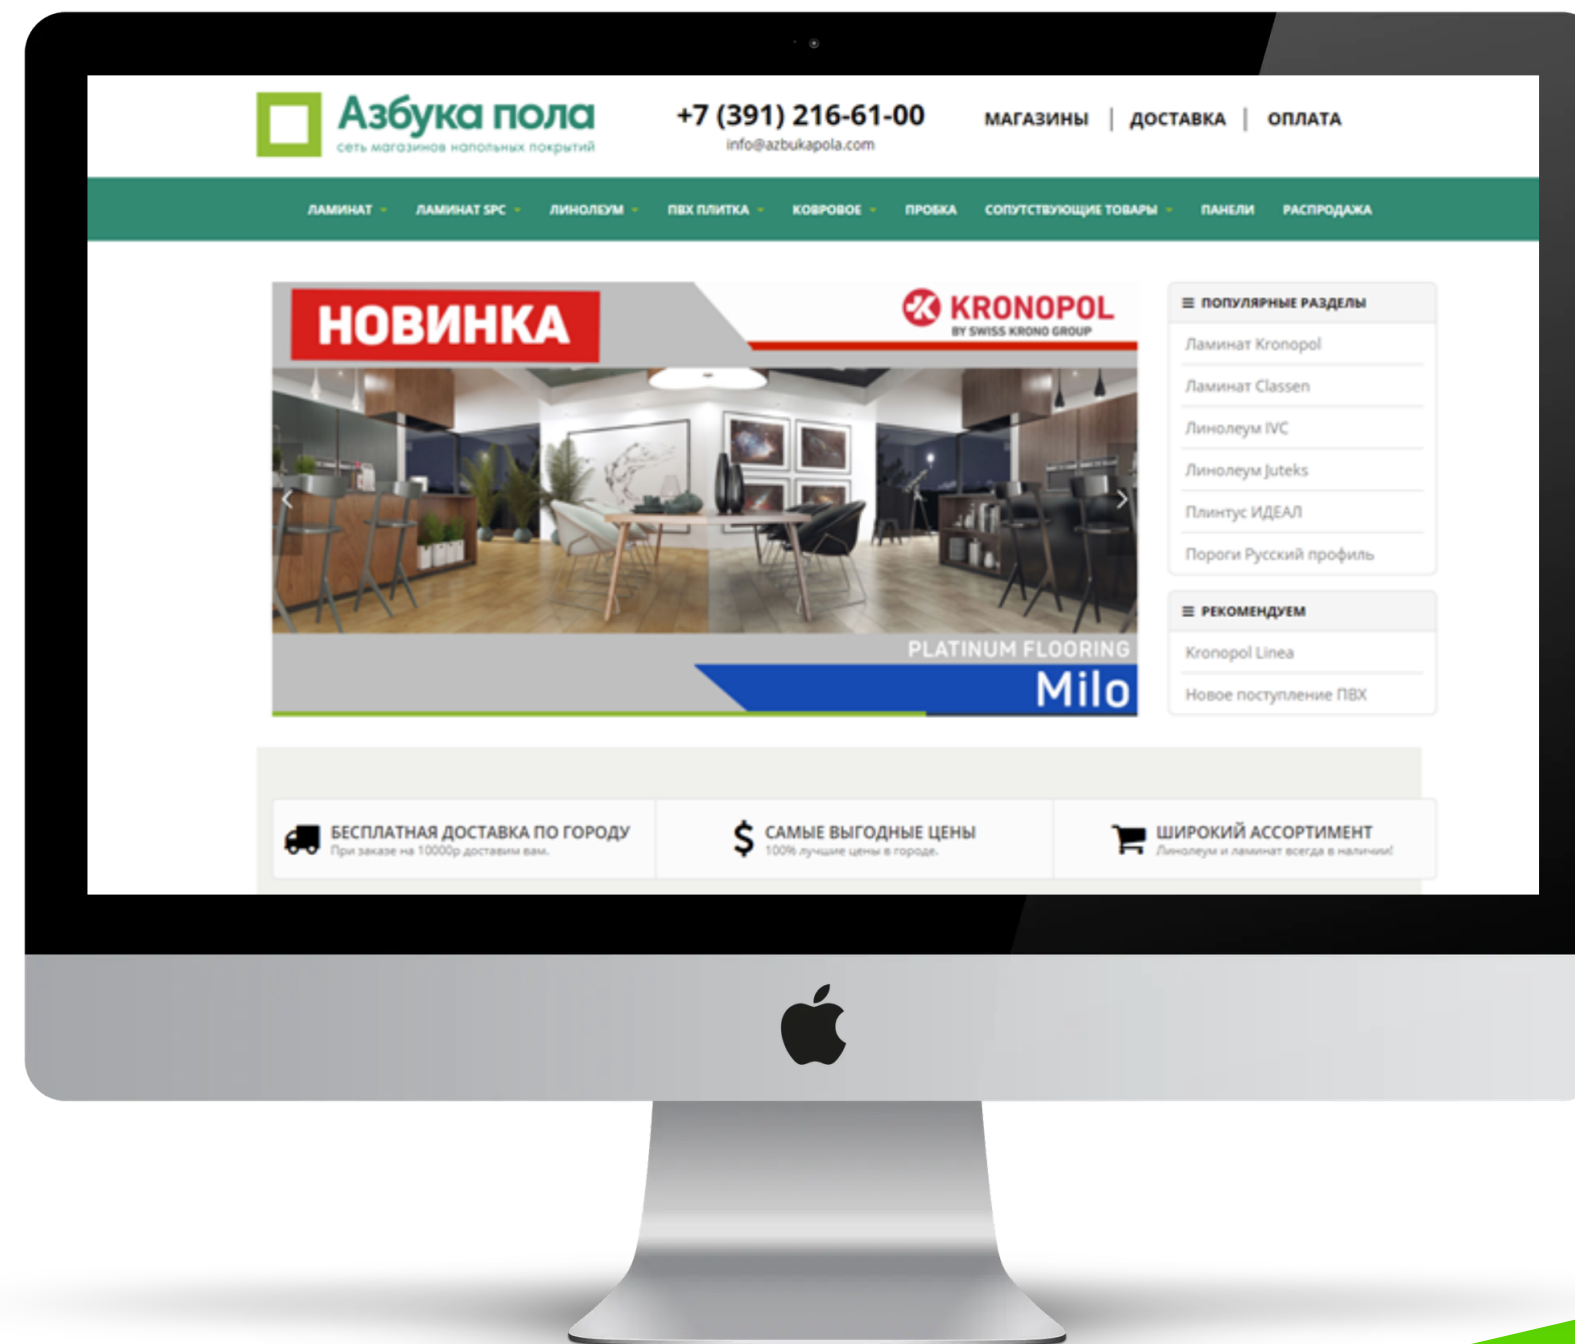 Азбука пола
сеть магазинов напольных покрытий
+7 (391) 216-61-00
info@azbukapola.com
МАГАЗИНЫ | ДОСТАВКА | ОПЛАТА
ЛАМИНАТ ЛАМИНАТ SPC ЛИНОЛЕУМ ПВХ ПЛИТКА КОВРОВОЕ ПРОБКА СОПУТСТВУЮЩИЕ ТОВАРЫ ПАНЕЛИ РАСПРОДАЖА
НОВИНКА
KRONOPOL
BY SWISS KRONO GROUP
PLATINUM FLOORING
Milo
ПОПУЛЯРНЫЕ РАЗДЕЛЫ
Ламинат Kronopol
Ламинат Classen
Линолеум IVC
Линолеум Juteks
Плинтус ИДЕАЛ
Пороги Русский профиль
РЕКОМЕНДУЕМ
Kronopol Linea
Новое поступление ПВХ
БЕСПЛАТНАЯ ДОСТАВКА ПО ГОРОДУ
При заказе на 10000р доставим вам.
САМЫЕ ВЫГОДНЫЕ ЦЕНЫ
100% лучшие цены в городе.
ШИРОКИЙ АССОРТИМЕНТ
Линолеум и ламинат всегда в наличии!